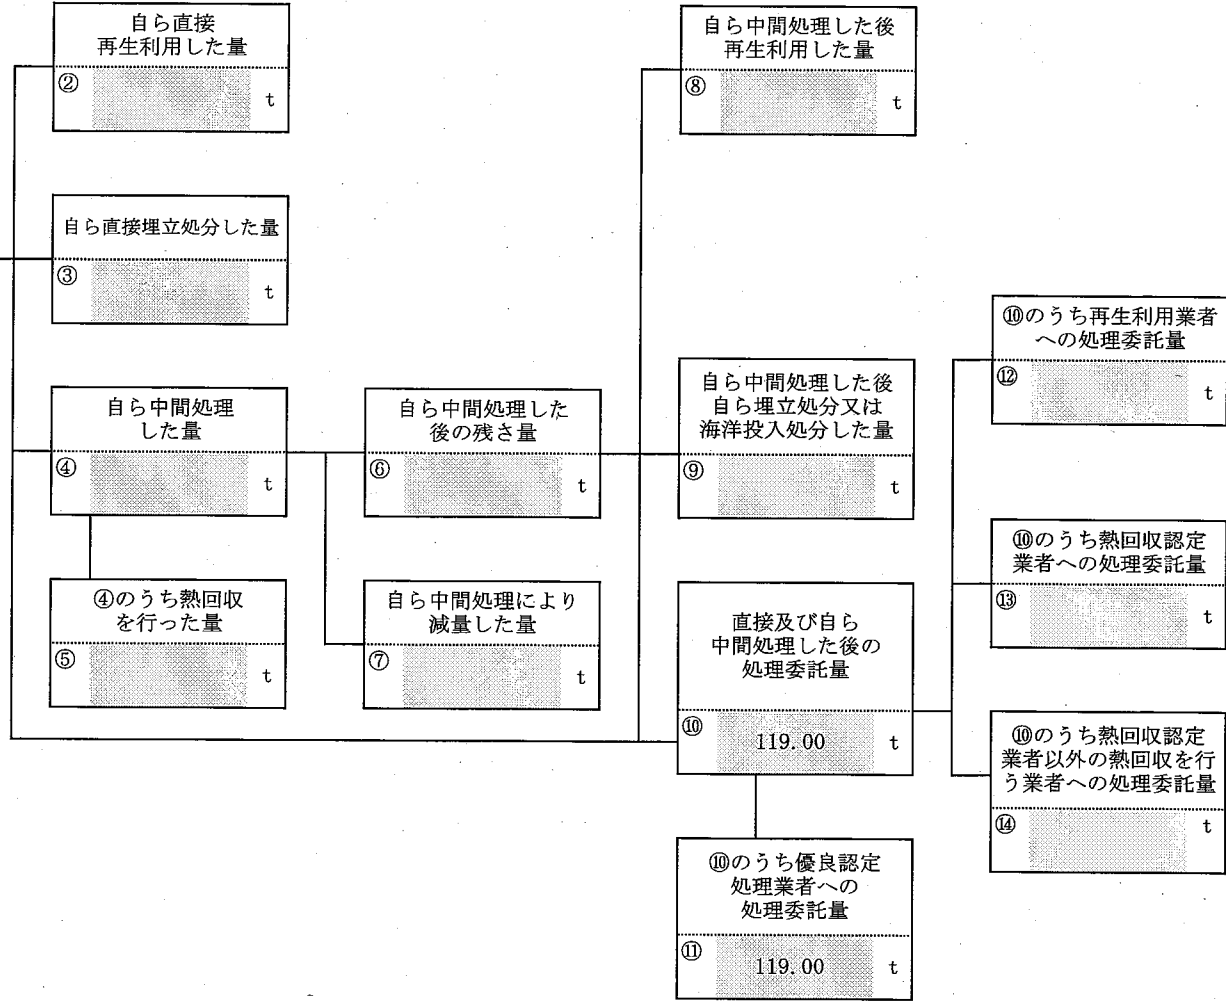 自ら直接
再生利用した量
② t
自ら直接埋立処分した量
③ t
自ら中間処理
した量
④ t
④のうち熱回収
を行った量
⑤ t
自ら中間処理した
後の残さ量
⑥ t
自ら中間処理により
減量した量
⑦ t
自ら中間処理した後
再生利用した量
⑧ t
自ら中間処理した後
自ら埋立処分又は
海洋投入処分した量
⑨ t
直接及び自ら
中間処理した後の
処理委託量
⑩ 119.00 t
⑩のうち優良認定
処理業者への
処理委託量
⑪ 119.00 t
⑩のうち再生利用業者
への処理委託量
⑫ t
⑩のうち熱回収認定
業者への処理委託量
⑬ t
⑩のうち熱回収認定
業者以外の熱回収を行
う業者への処理委託量
⑭ t